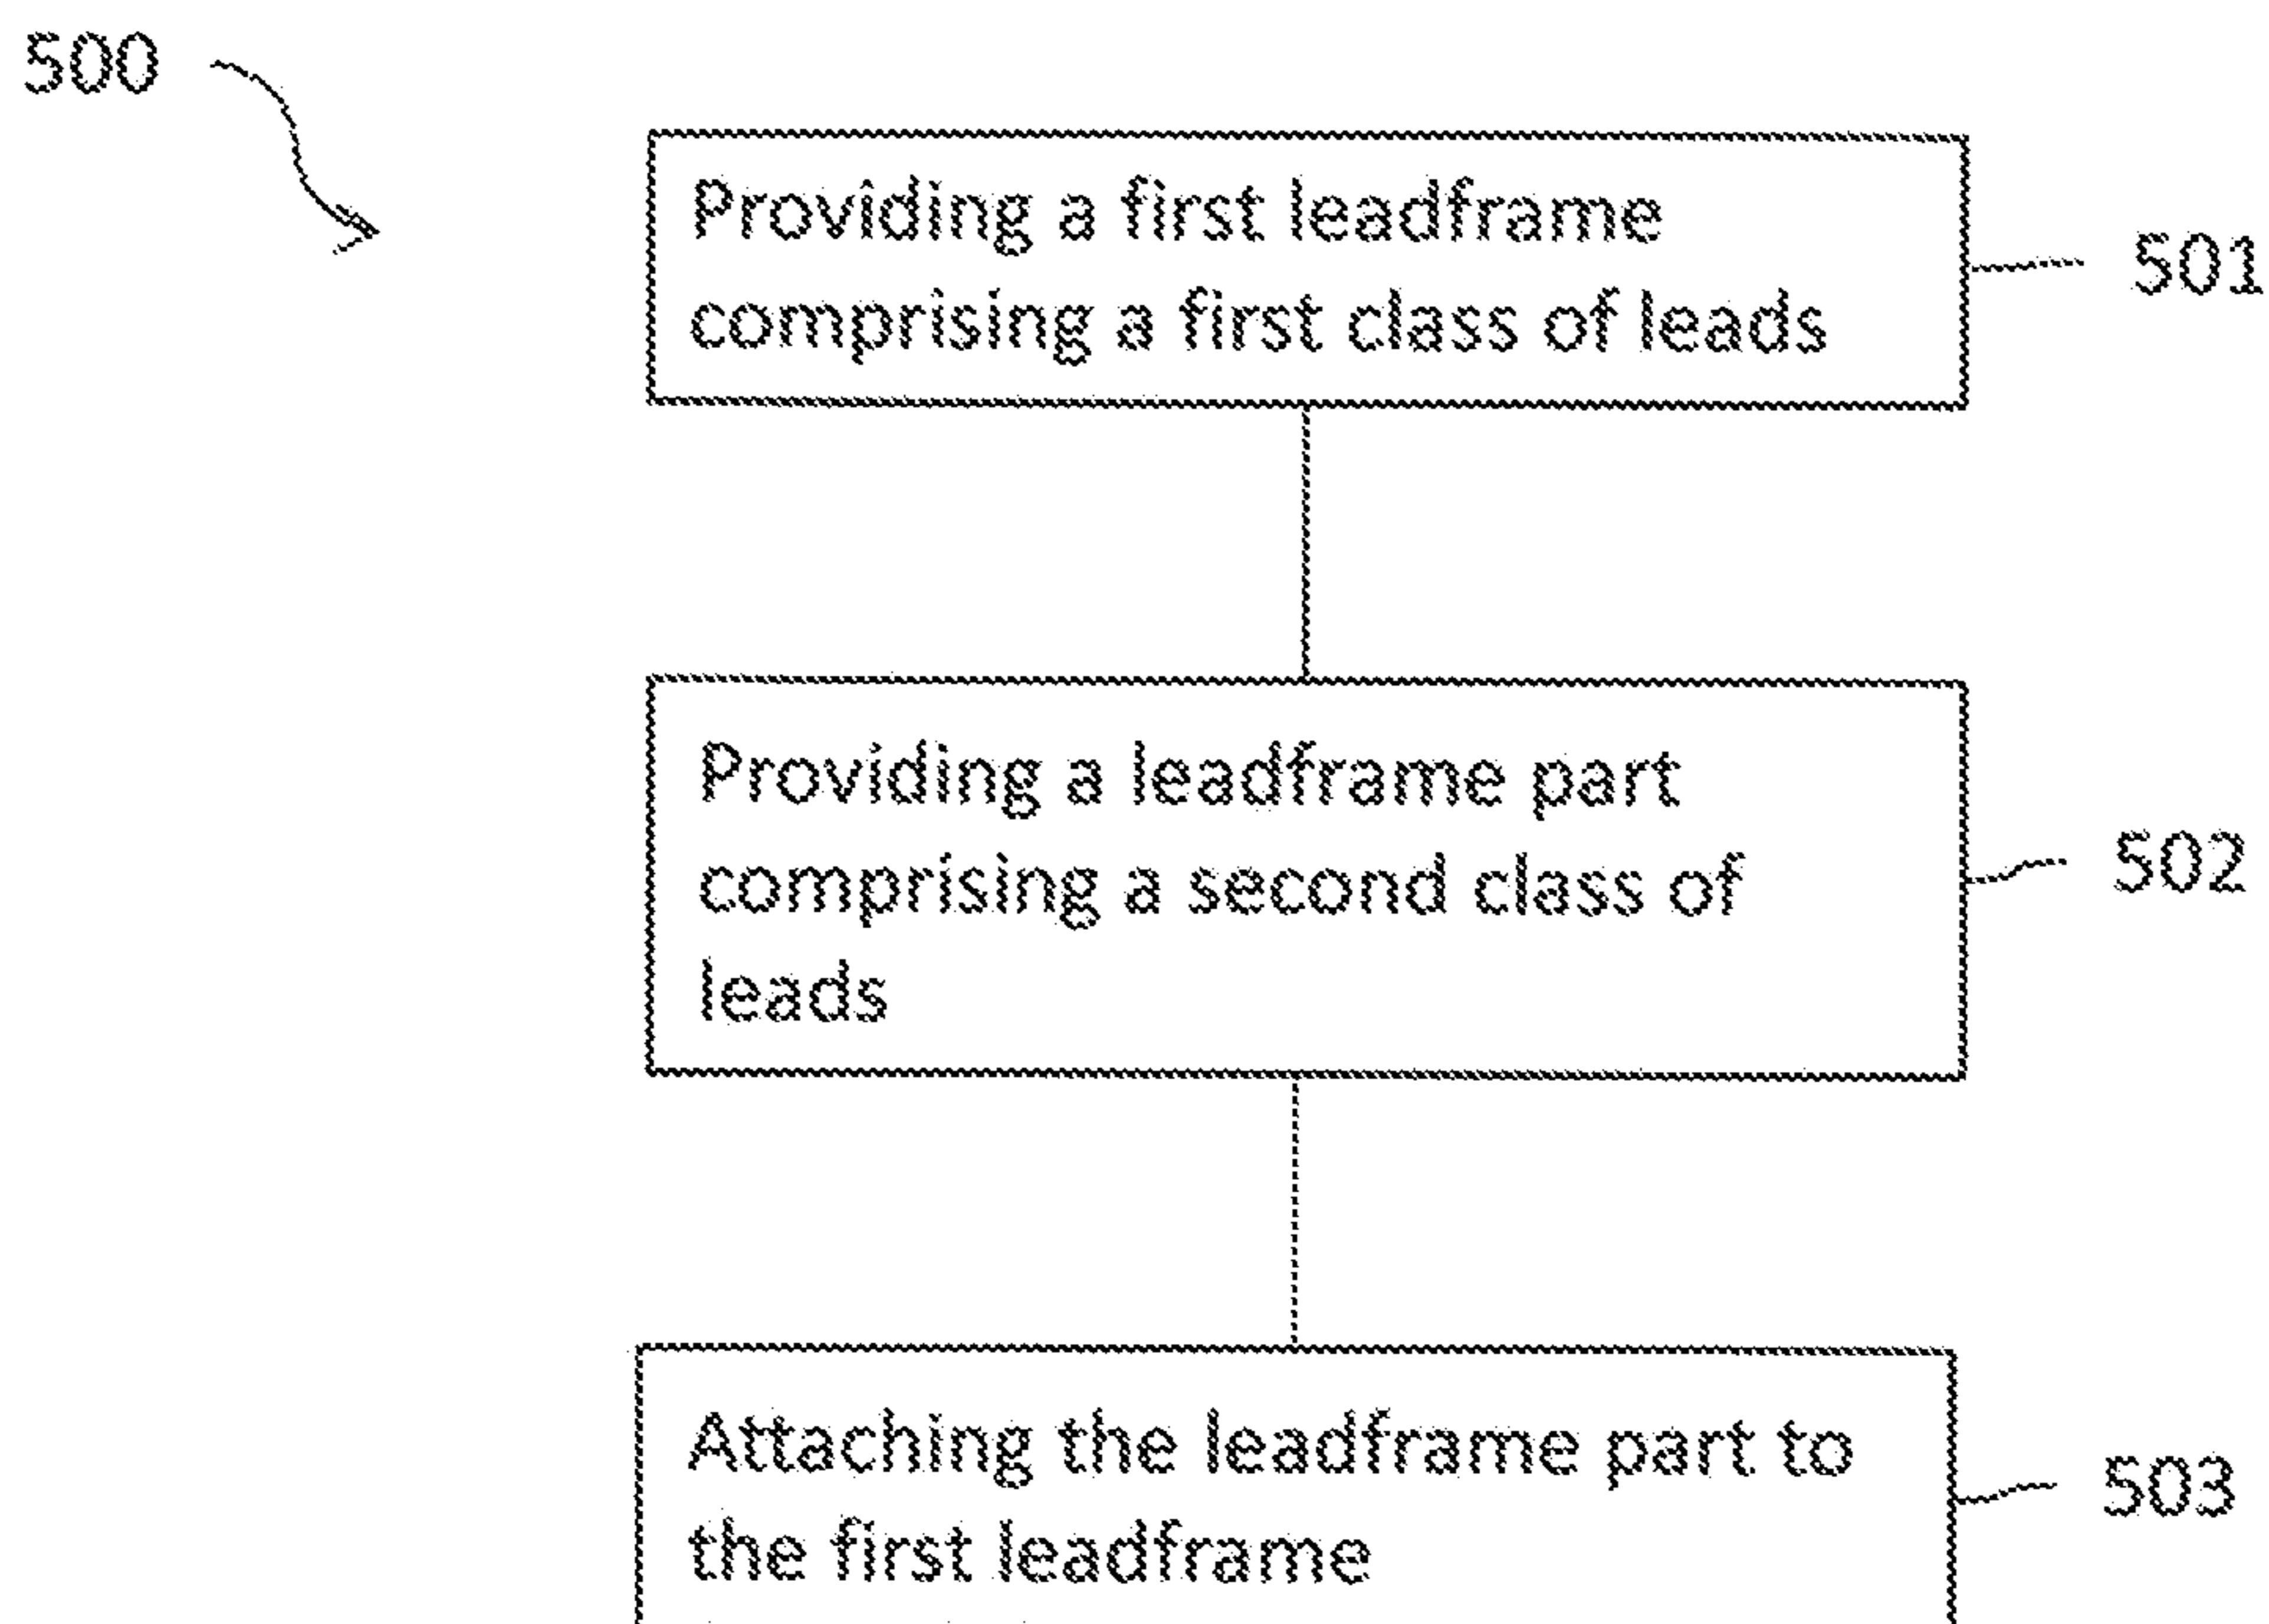 500
Providing a first leadframe
comprising a first class of leads
501
Providing a leadframe part
comprising a second class of
leads
502
Attaching the leadframe part to
the first leadframe
503